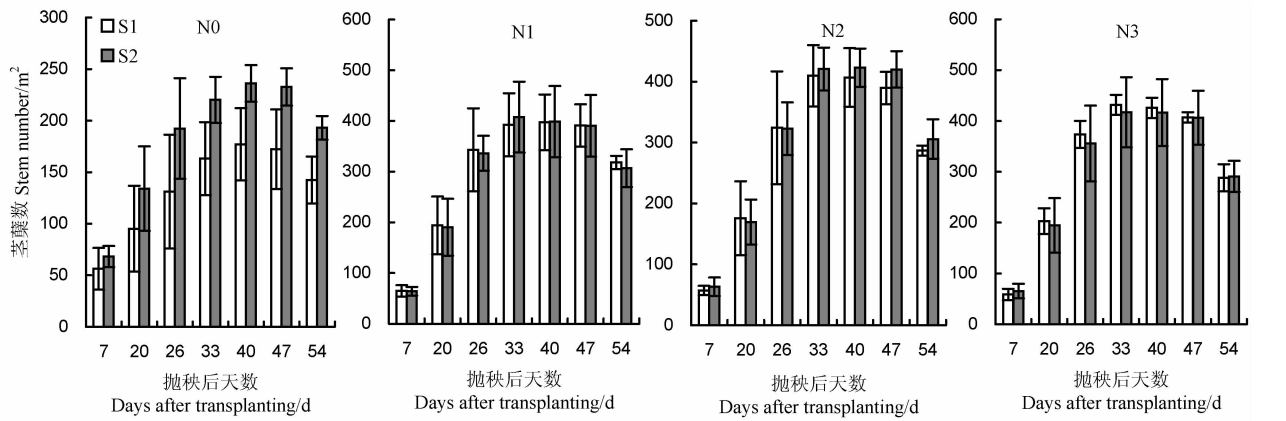 茎蘖数 Stem number/m²
300
250
200
150
100
50
0
S1
S2
N0
7 20 26 33 40 47 54
抛秧后天数
Days after transplanting/d
600
500
400
300
200
100
0
N1
7 20 26 33 40 47 54
抛秧后天数
Days after transplanting/d
500
400
300
200
100
0
N2
7 20 26 33 40 47 54
抛秧后天数
Days after transplanting/d
600
500
400
300
200
100
0
N3
7 20 26 33 40 47 54
抛秧后天数
Days after transplanting/d